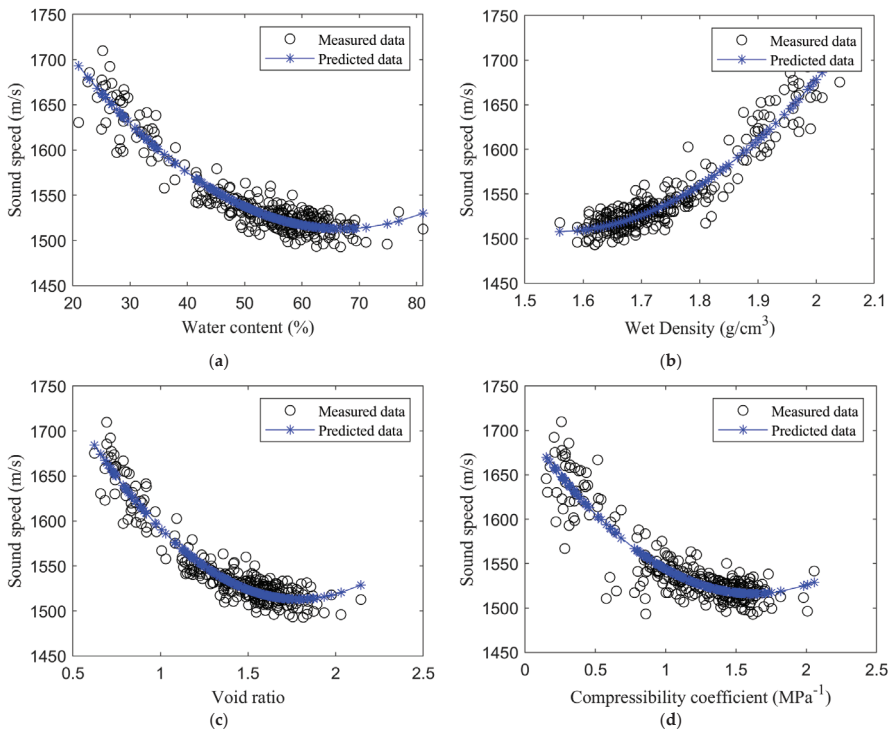 1750
1700
1650
1600
1550
1500
1450
Sound speed (m/s)
Measured data
Predicted data
20 30 40 50 60 70 80
Water content (%)
(a)
1750
1700
1650
1600
1550
1500
1450
Sound speed (m/s)
Measured data
Predicted data
1.5 1.6 1.7 1.8 1.9 2 2.1
Wet Density (g/cm³)
(b)
1750
1700
1650
1600
1550
1500
1450
Sound speed (m/s)
Measured data
Predicted data
0.5 1 1.5 2 2.5
Void ratio
(c)
1750
1700
1650
1600
1550
1500
1450
Sound speed (m/s)
Measured data
Predicted data
0 0.5 1 1.5 2 2.5
Compressibility coefficient (MPa⁻¹)
(d)